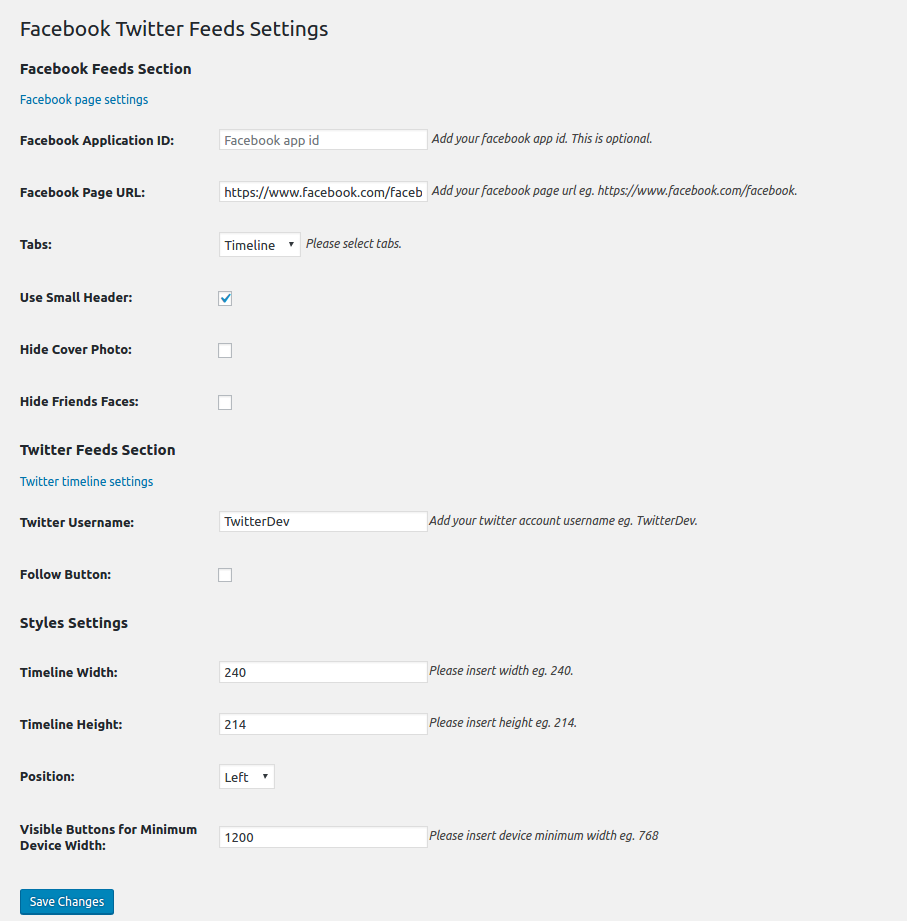 Facebook Twitter Feeds Settings
Facebook Feeds Section
Facebook page settings
Facebook Application ID: Facebook app id Add your facebook app id. This is optional.
Facebook Page URL: https://www.facebook.com/faceb Add your facebook page url eg. https://www.facebook.com/facebook.
Tabs: Timeline Please select tabs.
Use Small Header:
Hide Cover Photo:
Hide Friends Faces:
Twitter Feeds Section
Twitter timeline settings
Twitter Username: TwitterDev Add your twitter account username eg. TwitterDev.
Follow Button:
Styles Settings
Timeline Width: 240 Please insert width eg. 240.
Timeline Height: 214 Please insert height eg. 214.
Position: Left
Visible Buttons for Minimum
Device Width: 1200 Please insert device minimum width eg. 768
Save Changes